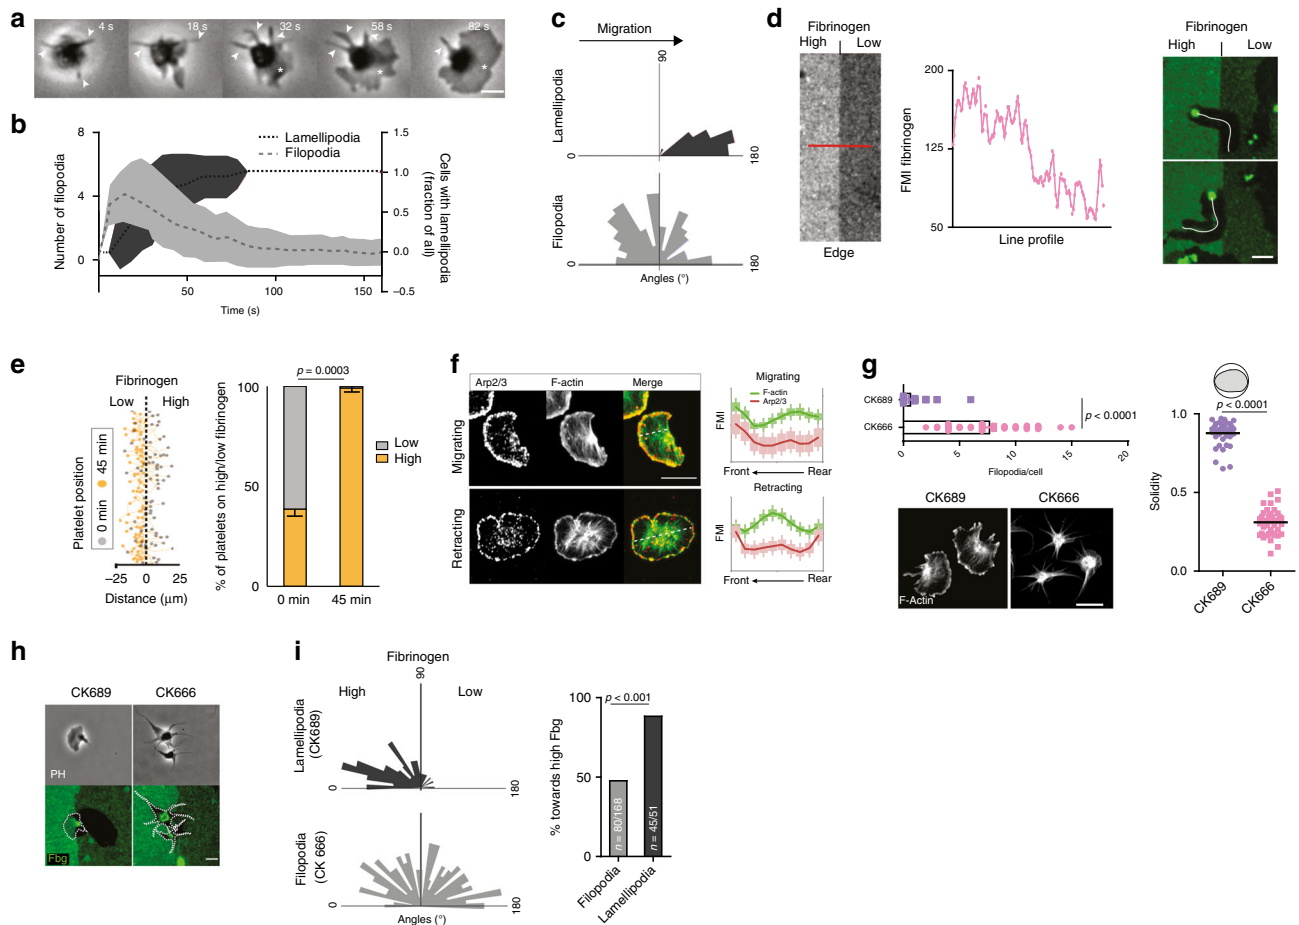 a
4 s
18 s
32 s
58 s
82 s
*
*
*
b
8
4
0
Number of filopodia
Lamellipodia
Filopodia
1.5
1.0
0.5
0.0
−0.5
Cells with lamellipodia
(fraction of all)
50
100
150
Time (s)
c
Migration
90
Lamellipodia
0
180
Filopodia
0
180
Angles (°)
d
Fibrinogen
High
Low
Edge
200
125
50
FMI fibrinogen
Line profile
Fibrinogen
High
Low
e
Fibrinogen
Low
High
Platelet position
0 min
45 min
−25
0
25
Distance (µm)
p = 0.0003
100
50
0
% of platelets on high/low fibrinogen
Low
High
0 min
45 min
f
Arp2/3
F-actin
Merge
Migrating
Retracting
Migrating
F-actin
Arp2/3
FMI
Front
Rear
Retracting
FMI
Front
Rear
g
CK689
CK666
p < 0.0001
0
5
10
15
20
Filopodia/cell
CK689
CK666
F-Actin
p < 0.0001
1.0
0.5
0.0
Solidity
CK689
CK666
h
CK689
CK666
PH
Fbg
i
Fibrinogen
High
90
Low
Lamellipodia
(CK689)
0
180
Filopodia
(CK 666)
0
180
Angles (°)
p < 0.001
100
50
0
% towards high Fbg
n = 80/168
n = 45/51
Filopodia
Lamellipodia